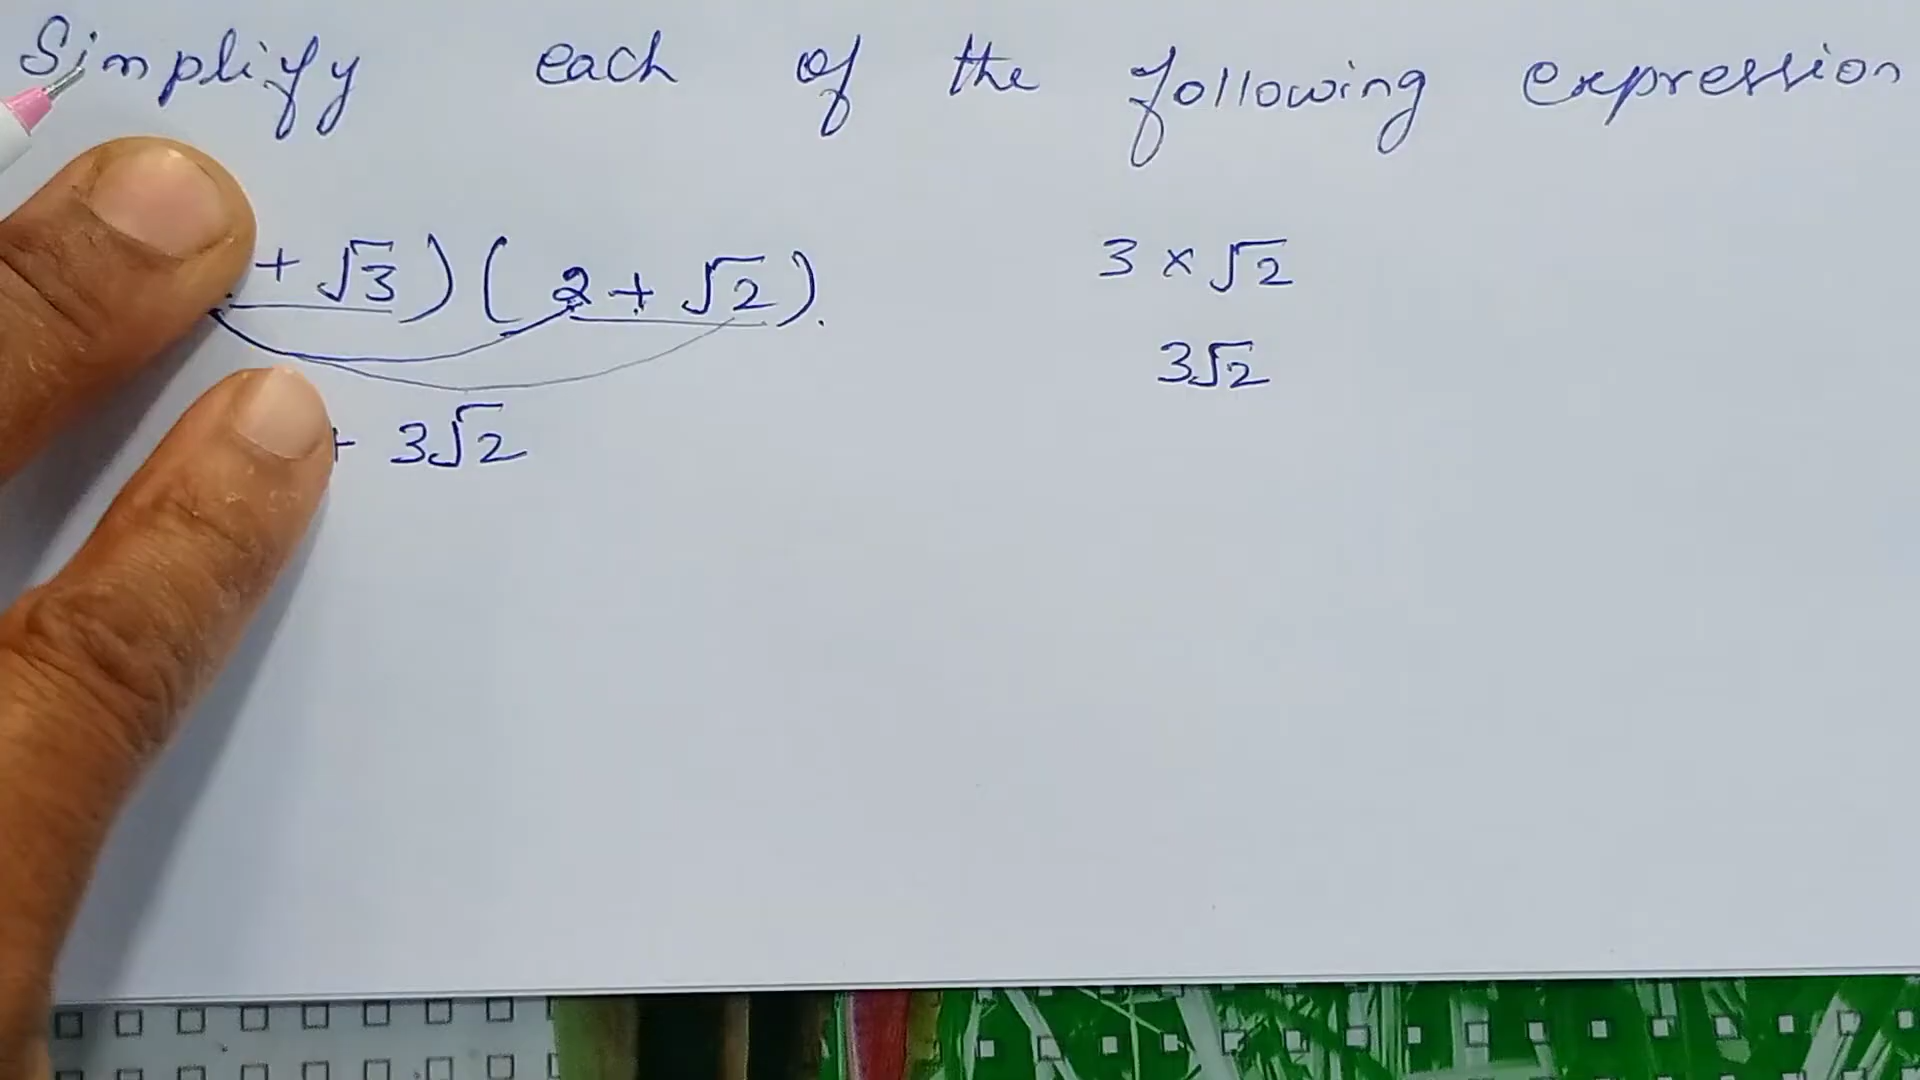 Simplify each of the following expression
+ √3) (2 + √2).
3 × √2
3√2
+ 3√2